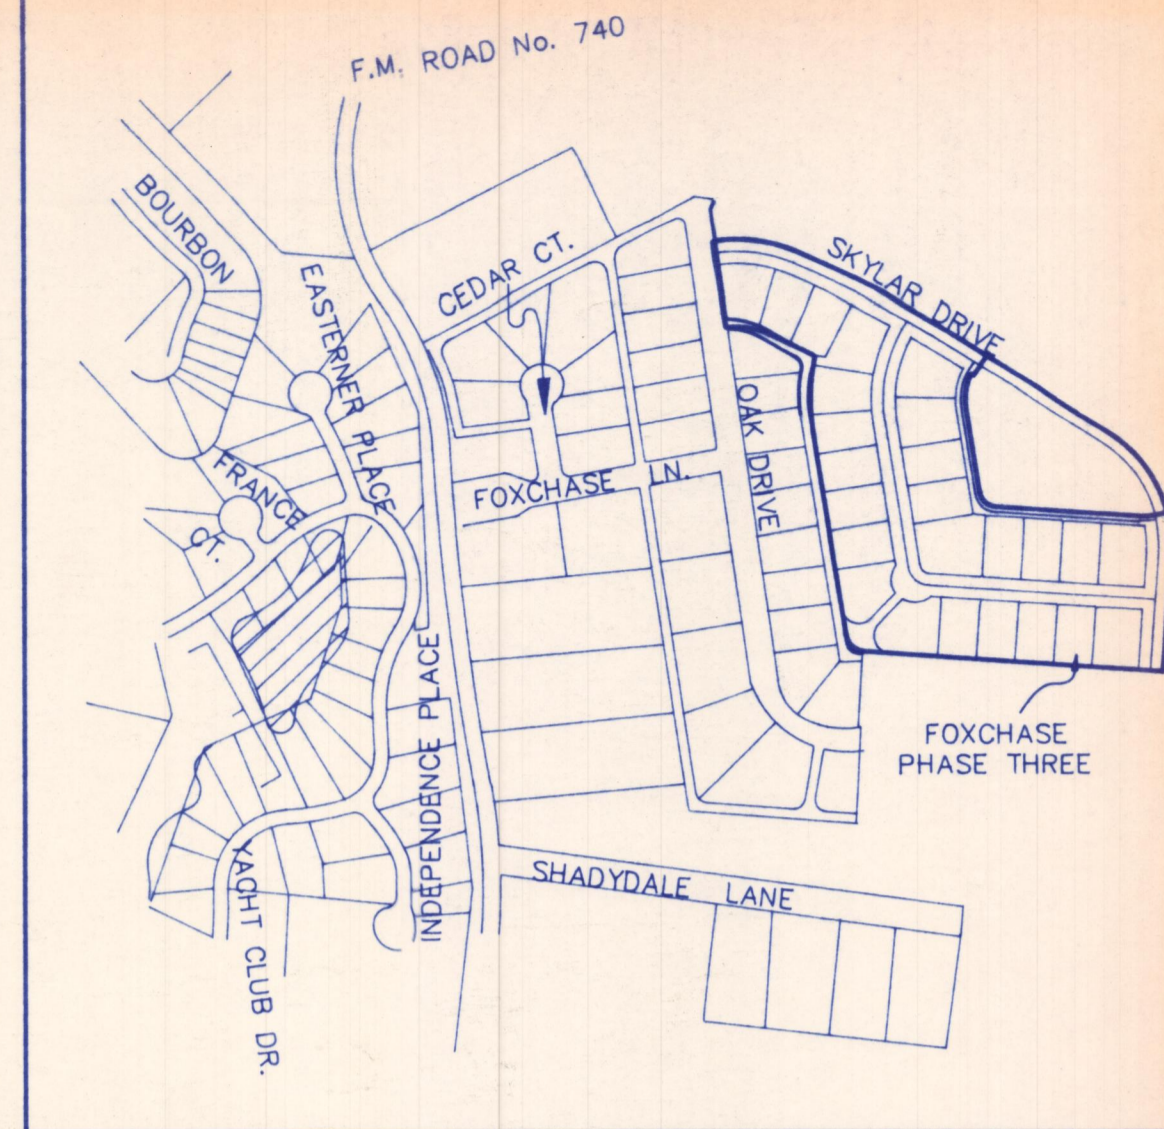 F.M. ROAD No. 740
BOURBON
EASTERNER PLACE
CEDAR CT.
SKYLAR DRIVE
OAK DRIVE
FRANCE
CT.
FOXCHASE LN.
INDEPENDENCE PLACE
FOXCHASE
PHASE THREE
SHADYDALE LANE
YACHT CLUB DR.